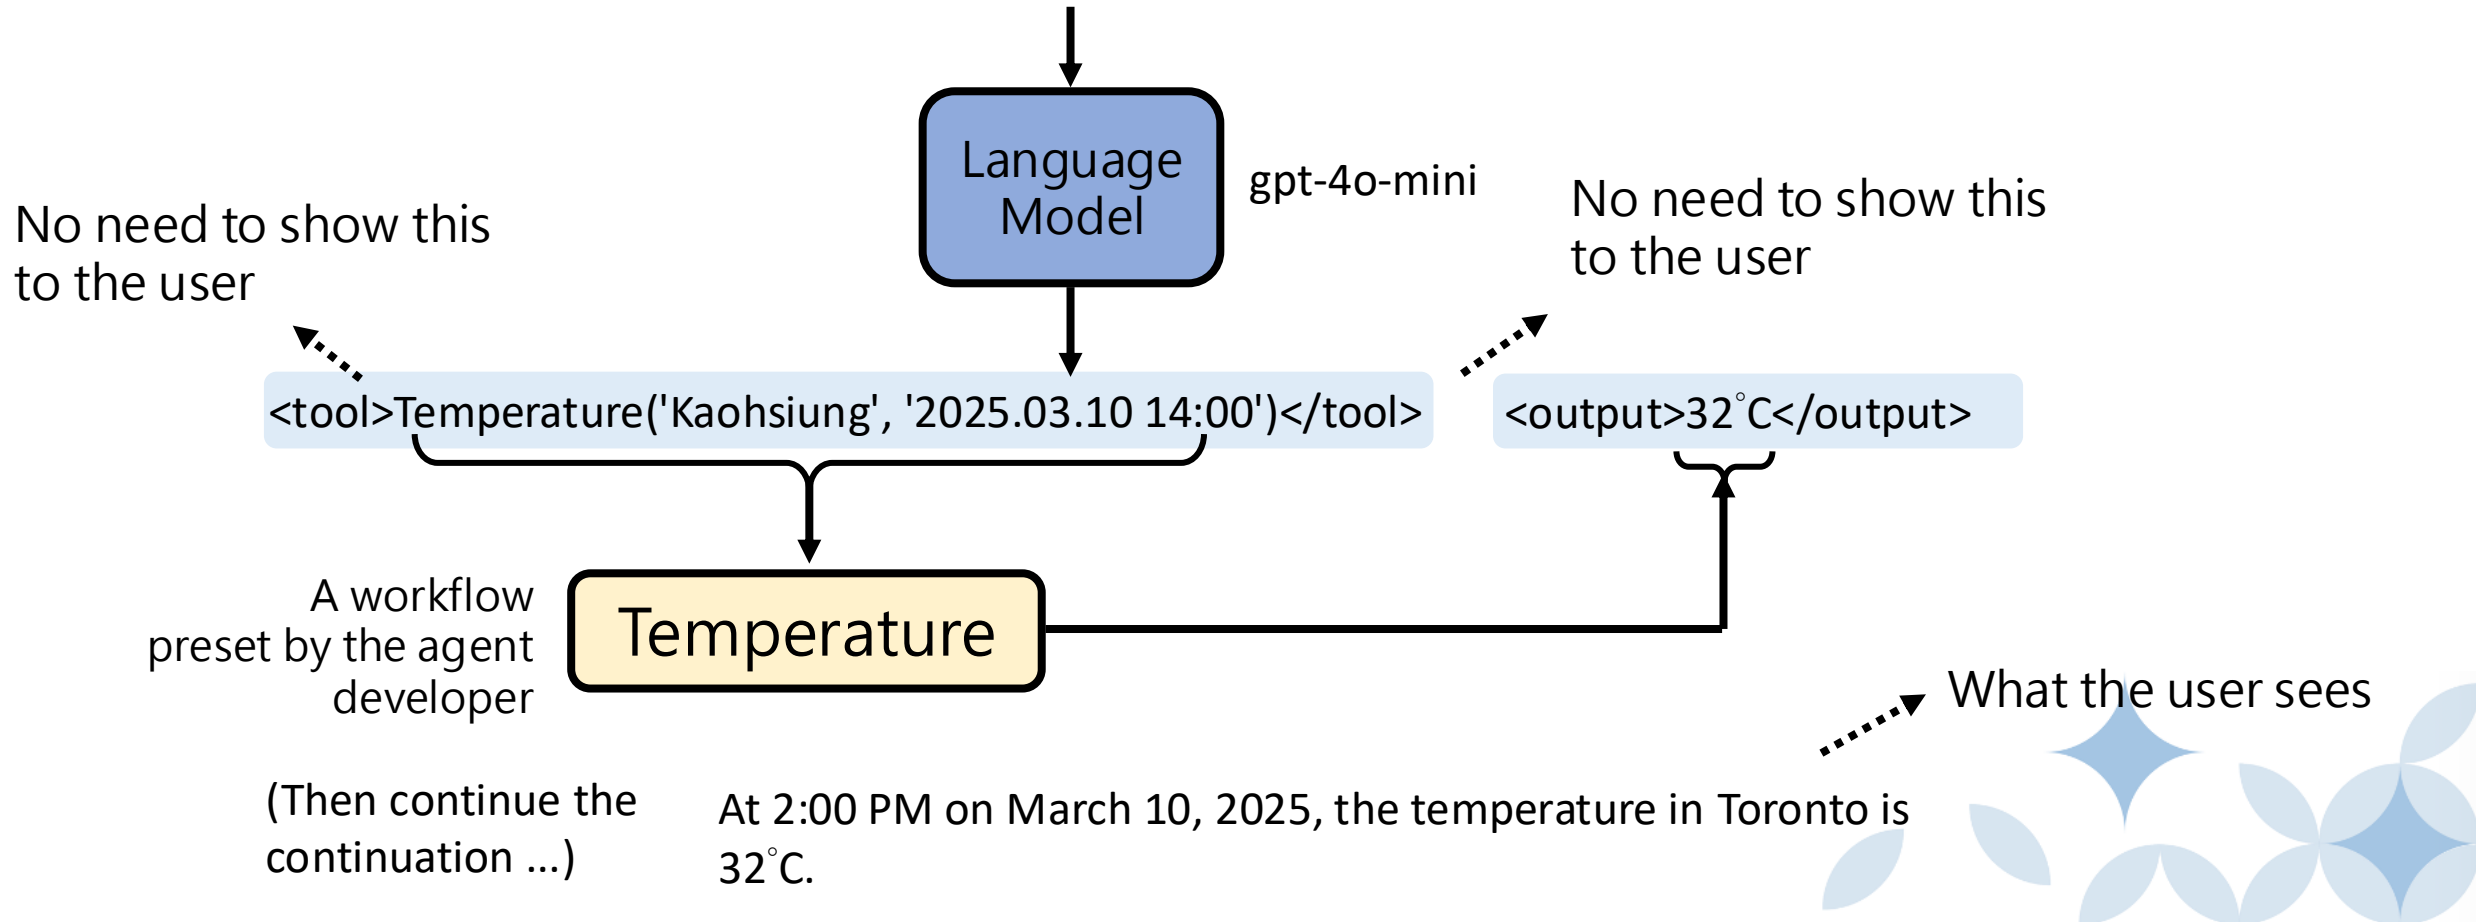 Language
Model
gpt-4o-mini
No need to show this
to the user
No need to show this
to the user
<tool>Temperature('Kaohsiung', '2025.03.10 14:00')</tool>
<output>32°C</output>
A workflow
preset by the agent
developer
Temperature
What the user sees
(Then continue the
continuation ...)
At 2:00 PM on March 10, 2025, the temperature in Toronto is
32°C.